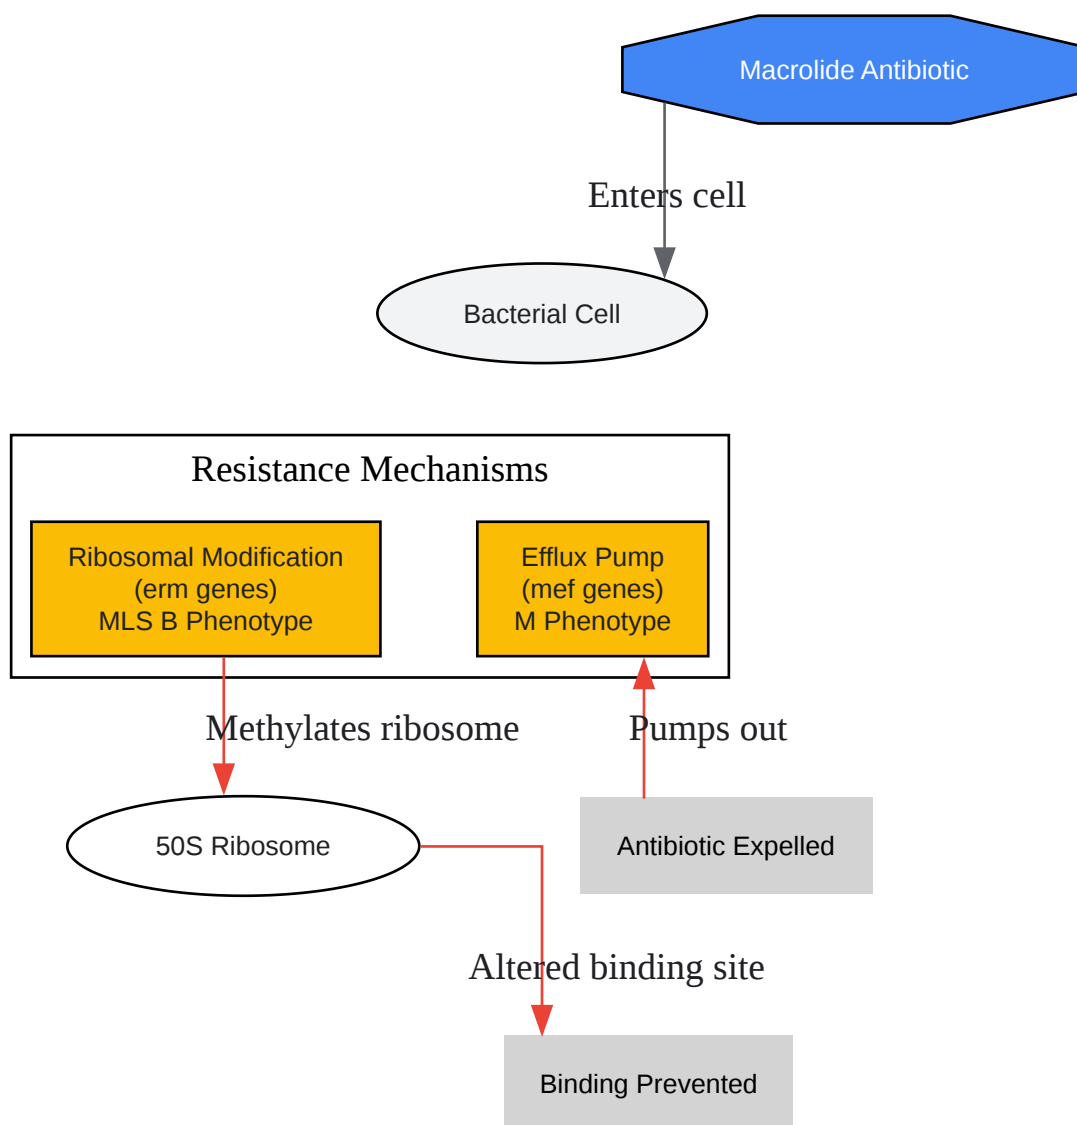 Macrolide Antibiotic
Enters cell
Bacterial Cell
Resistance Mechanisms
Ribosomal Modification
(erm genes)
MLS B Phenotype
Efflux Pump
(mef genes)
M Phenotype
Methylates ribosome
Pumps out
50S Ribosome
Antibiotic Expelled
Altered binding site
Binding Prevented